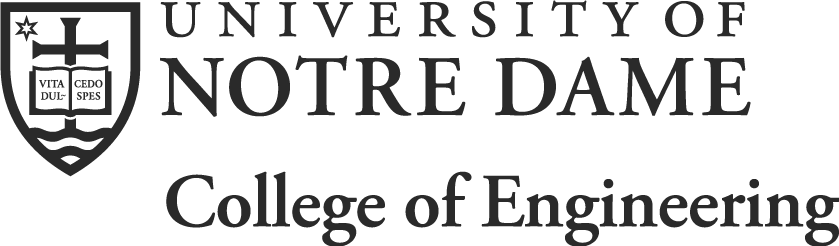 UNIVERSITY OF
NOTRE DAME
VITA CEDO
DUL~ SPES
College of Engineering